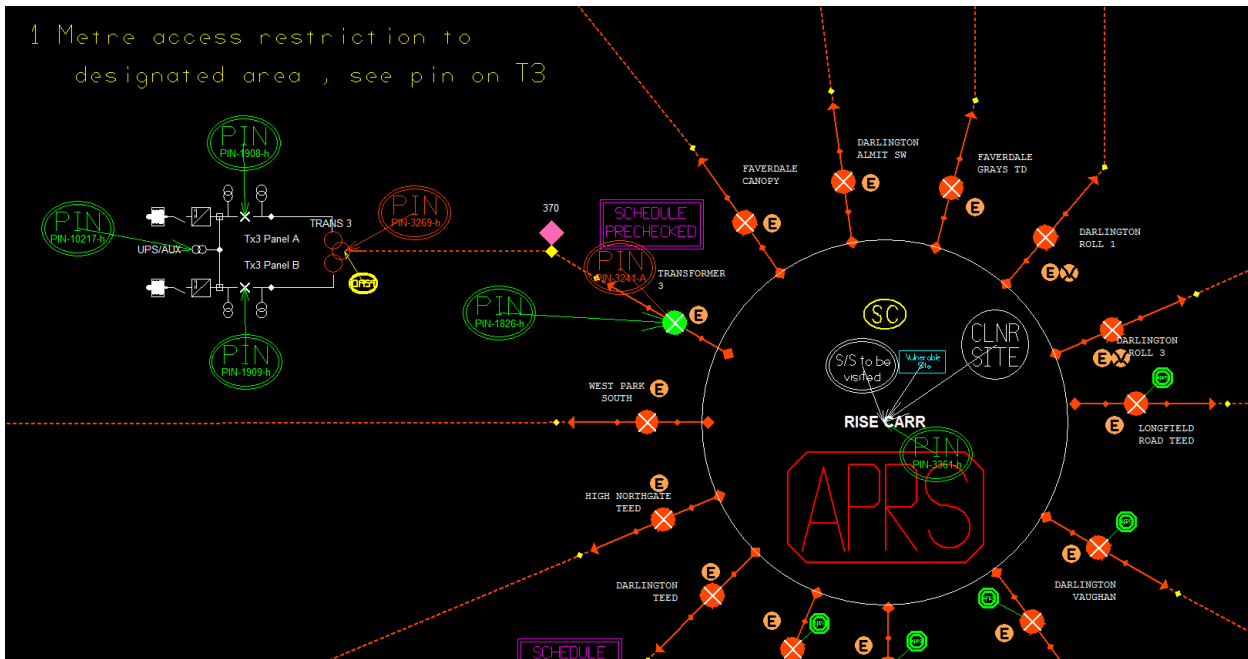 1 Metre access restriction to
designated area , see pin on T3
PIN
PIN-1908-h
PIN
PIN-10217-h
UPS/AUX
Tx3 Panel A
Tx3 Panel B
TRANS 3
PIN
PIN-3269-h
PIN
PIN-1909-h
370
SCHEDULE
PRECHECKED
PIN
PIN-3241-A
TRANSFORMER
3
E
PIN
PIN-1826-h
FAVERDALE
CANOPY
E
DARLINGTON
ALMIT SW
E
FAVERDALE
GRAYS TD
E
DARLINGTON
ROLL 1
E
V
DARLINGTON
ROLL 3
E
V
LONGFIELD
ROAD TEED
E
SC
CLNR
SITE
S/S to be
visited
Vulnerable
Site
RISE CARR
PIN
PIN-3361-h
APRS
WEST PARK
SOUTH
E
HIGH NORTHGATE
TEED
E
DARLINGTON
TEED
E
DARLINGTON
VAUGHAN
E
E
E
E
SCHEDULE